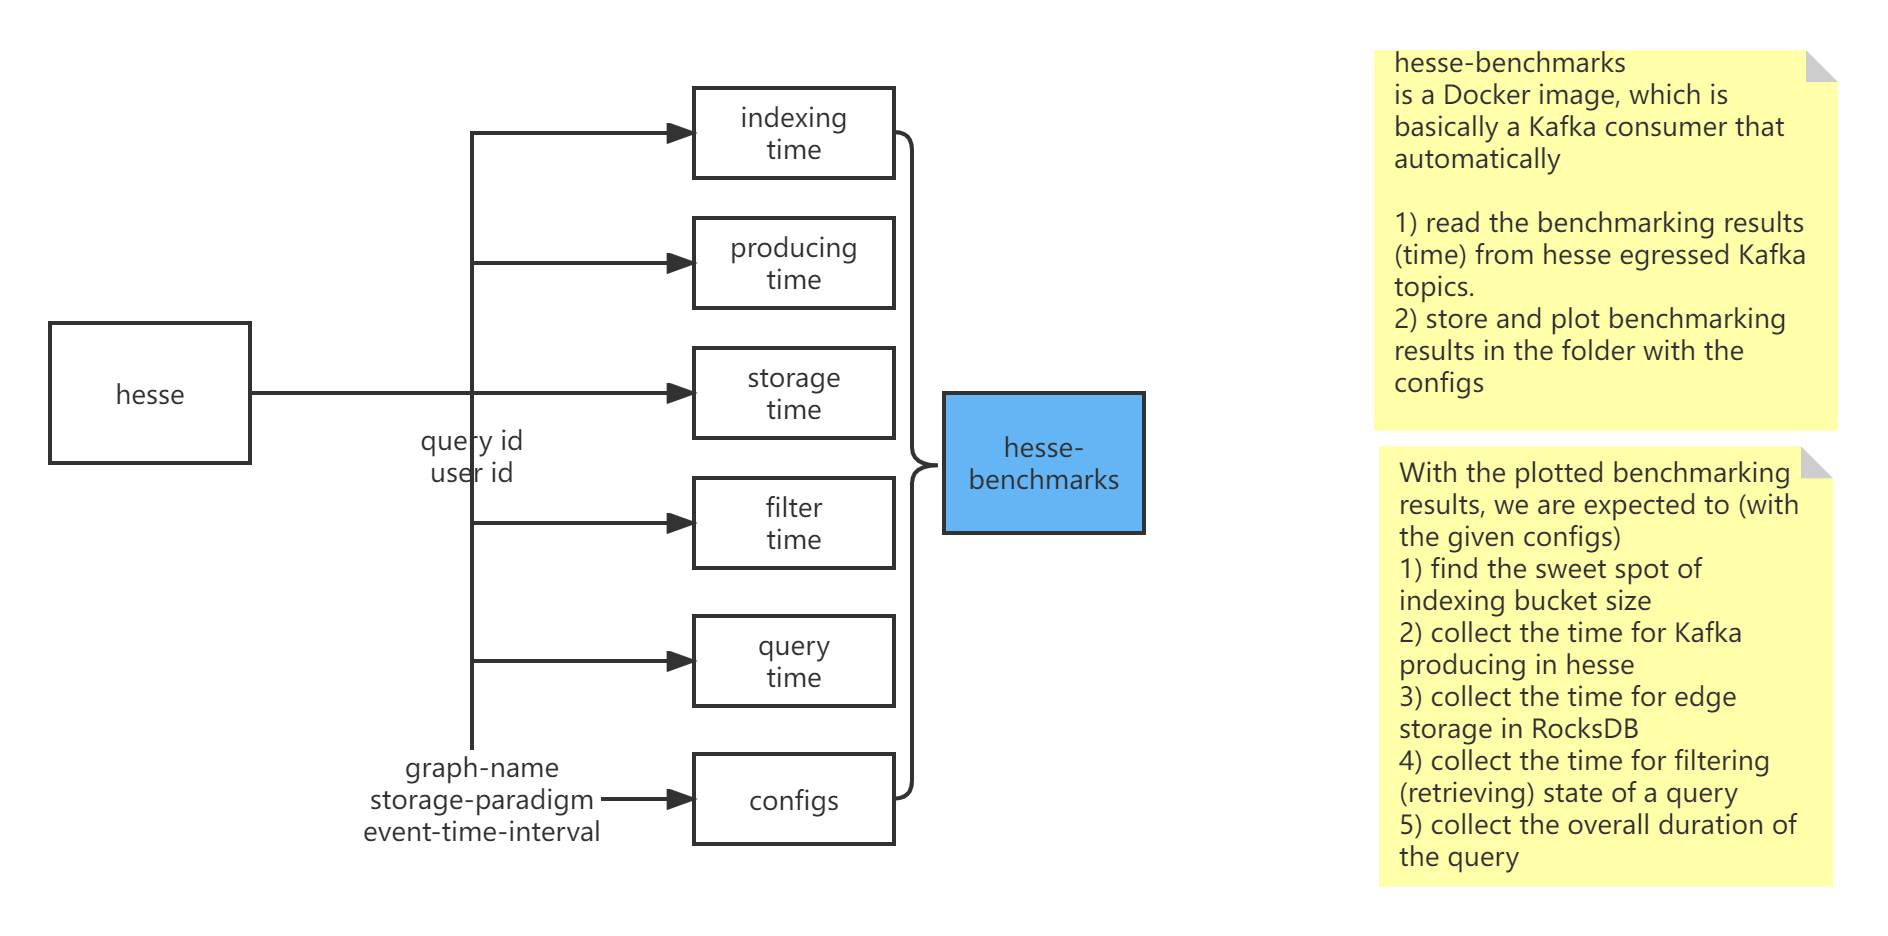 hesse
query id
user id
graph-name
storage-paradigm
event-time-interval
indexing
time
producing
time
storage
time
filter
time
query
time
configs
hesse-
benchmarks
hesse-benchmarks
is a Docker image, which is
basically a Kafka consumer that
automatically
1) read the benchmarking results
(time) from hesse egressed Kafka
topics.
2) store and plot benchmarking
results in the folder with the
configs
With the plotted benchmarking
results, we are expected to (with
the given configs)
1) find the sweet spot of
indexing bucket size
2) collect the time for Kafka
producing in hesse
3) collect the time for edge
storage in RocksDB
4) collect the time for filtering
(retrieving) state of a query
5) collect the overall duration of
the query